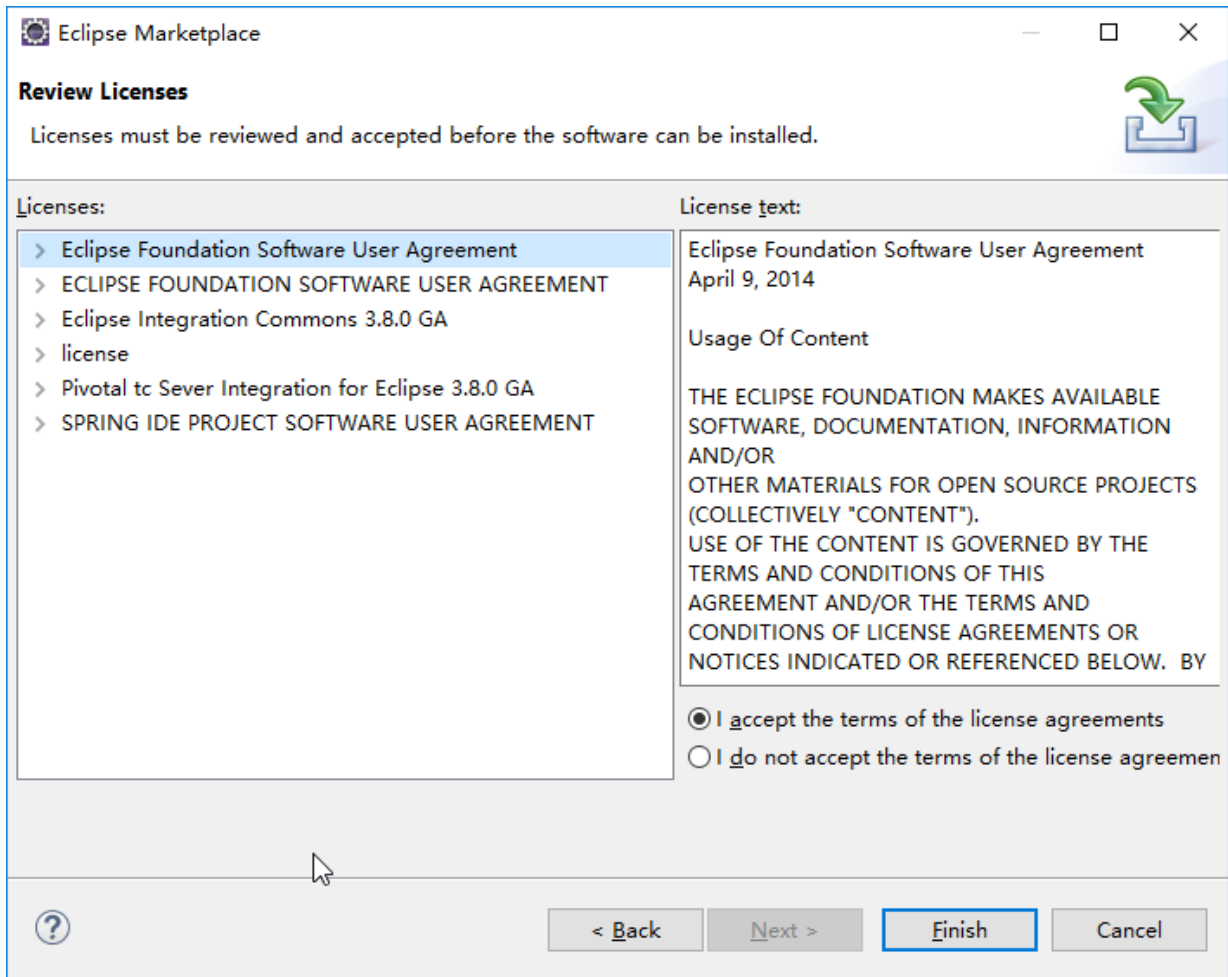 Eclipse Marketplace
Review Licenses
Licenses must be reviewed and accepted before the software can be installed.
Licenses:
Eclipse Foundation Software User Agreement
ECLIPSE FOUNDATION SOFTWARE USER AGREEMENT
Eclipse Integration Commons 3.8.0 GA
license
Pivotal tc Sever Integration for Eclipse 3.8.0 GA
SPRING IDE PROJECT SOFTWARE USER AGREEMENT
License text:
Eclipse Foundation Software User Agreement
April 9, 2014
Usage Of Content
THE ECLIPSE FOUNDATION MAKES AVAILABLE
SOFTWARE, DOCUMENTATION, INFORMATION
AND/OR
OTHER MATERIALS FOR OPEN SOURCE PROJECTS
(COLLECTIVELY "CONTENT").
USE OF THE CONTENT IS GOVERNED BY THE
TERMS AND CONDITIONS OF THIS
AGREEMENT AND/OR THE TERMS AND
CONDITIONS OF LICENSE AGREEMENTS OR
NOTICES INDICATED OR REFERENCED BELOW.  BY
I accept the terms of the license agreements
I do not accept the terms of the license agreemen
?
< Back
Next >
Finish
Cancel